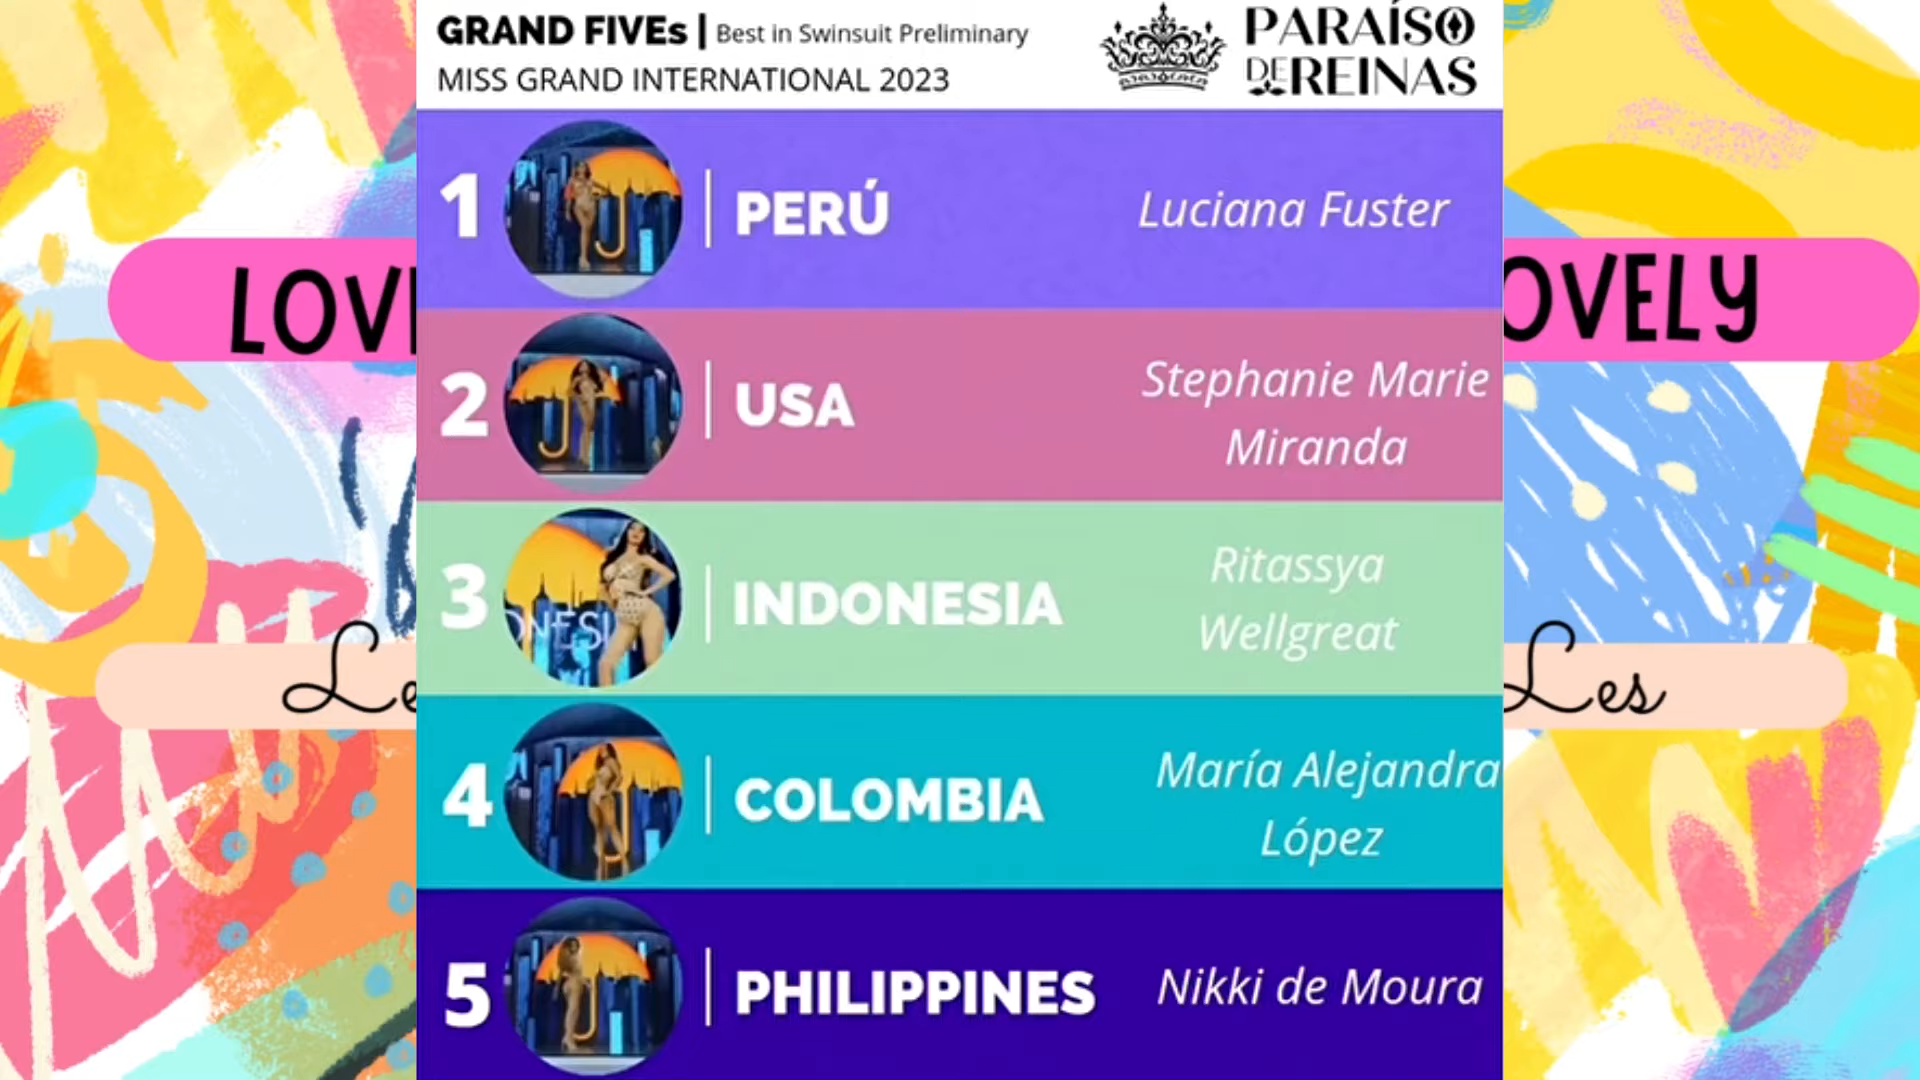 GRAND FIVEs | Best in Swinsuit Preliminary
MISS GRAND INTERNATIONAL 2023
PARAÍSO
DE REINAS
1 | PERÚ Luciana Fuster
LOV
OVELY
2 | USA Stephanie Marie
Miranda
3 | INDONESIA Ritassya
Wellgreat
Le
Les
4 | COLOMBIA María Alejandra
López
5 | PHILIPPINES Nikki de Moura